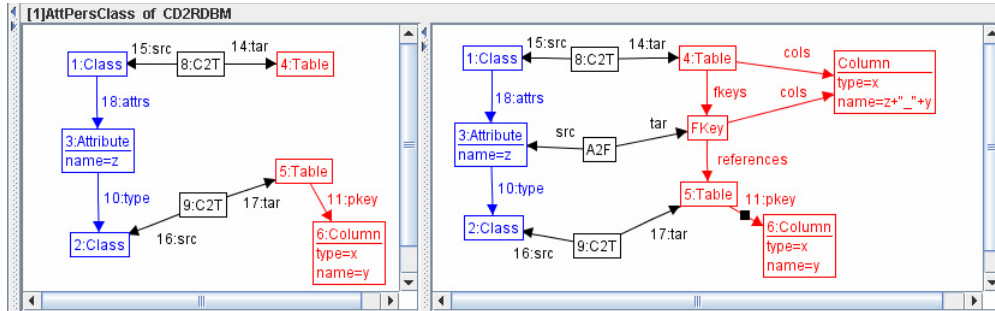 [1]AttPersClass of CD2RDBM
15:src
14:tar
1:Class
8:C2T
4:Table
18:attrs
3:Attribute
name=z
5:Table
10:type
9:C2T
17:tar
11:pkey
2:Class
16:src
6:Column
type=x
name=y
15:src
14:tar
cols
1:Class
8:C2T
4:Table
Column
type=x
name=z+"_"+y
18:attrs
fkeys
cols
3:Attribute
name=z
src
tar
FKey
A2F
references
10:type
5:Table
11:pkey
2:Class
17:tar
6:Column
type=x
name=y
16:src
9:C2T